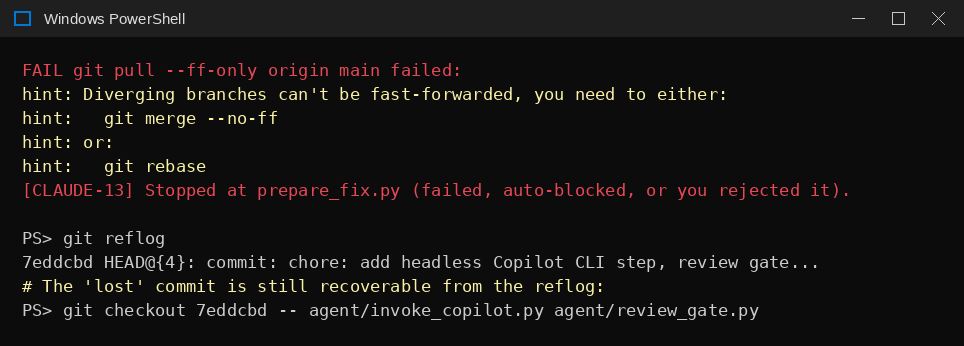 Windows PowerShell
FAIL git pull --ff-only origin main failed:
hint: Diverging branches can't be fast-forwarded, you need to either:
hint:   git merge --no-ff
hint: or:
hint:   git rebase
[CLAUDE-13] Stopped at prepare_fix.py (failed, auto-blocked, or you rejected it).
PS> git reflog
7eddcbd HEAD@{4}: commit: chore: add headless Copilot CLI step, review gate...
# The 'lost' commit is still recoverable from the reflog:
PS> git checkout 7eddcbd -- agent/invoke_copilot.py agent/review_gate.py